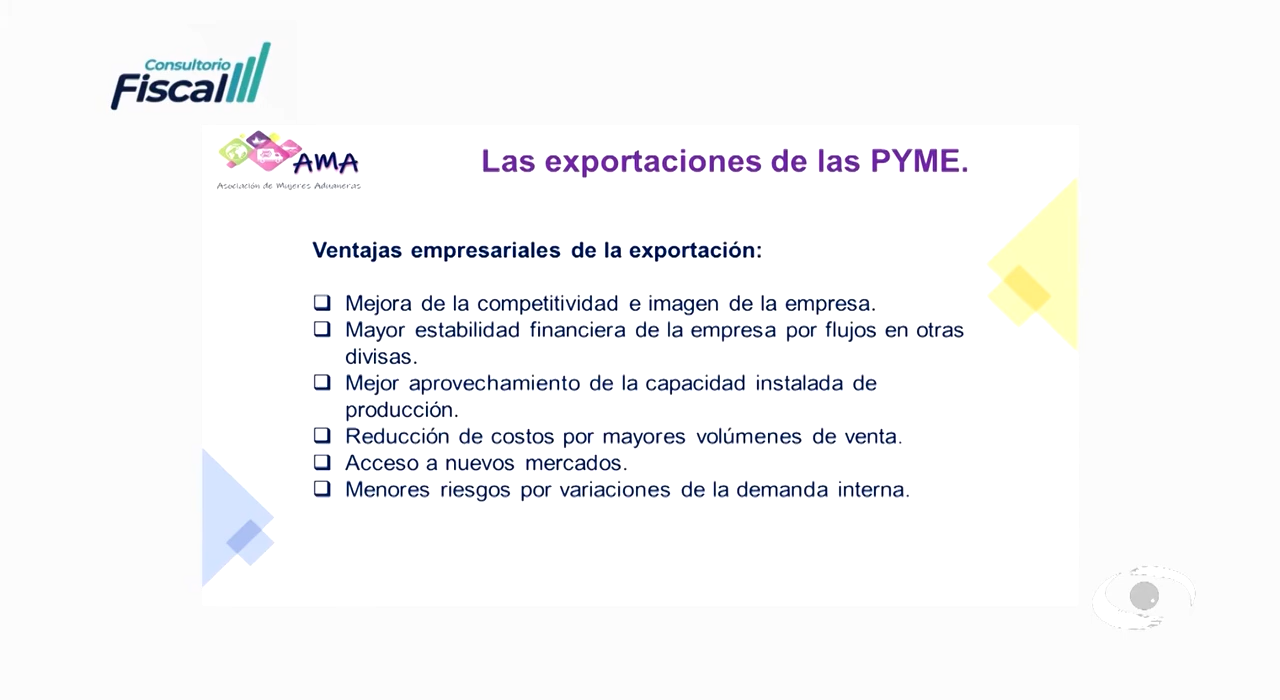 Consultorio
Fiscal
AMA
Asociación de Mujeres Aduaneras
Las exportaciones de las PYME.
Ventajas empresariales de la exportación:
❑ Mejora de la competitividad e imagen de la empresa.
❑ Mayor estabilidad financiera de la empresa por flujos en otras
divisas.
❑ Mejor aprovechamiento de la capacidad instalada de
producción.
❑ Reducción de costos por mayores volúmenes de venta.
❑ Acceso a nuevos mercados.
❑ Menores riesgos por variaciones de la demanda interna.